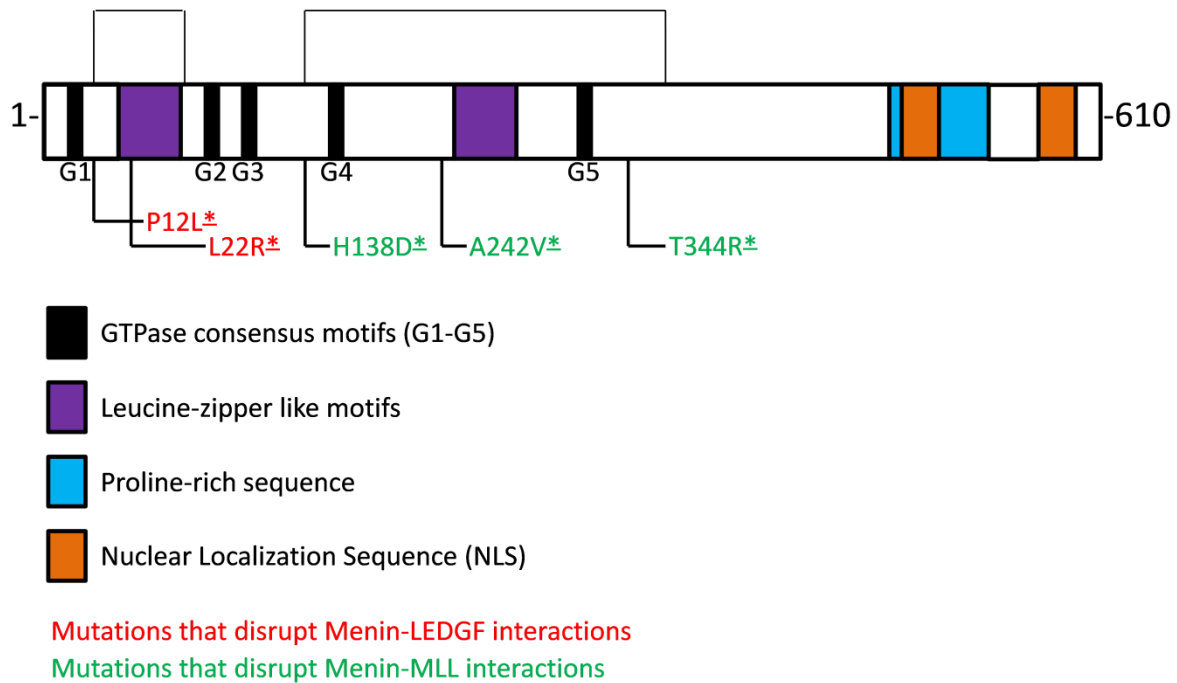 1-
-610
G1
G2
G3
G4
G5
P12L*
L22R*
H138D*
A242V*
T344R*
GTPase consensus motifs (G1-G5)
Leucine-zipper like motifs
Proline-rich sequence
Nuclear Localization Sequence (NLS)
Mutations that disrupt Menin-LEDGF interactions
Mutations that disrupt Menin-MLL interactions